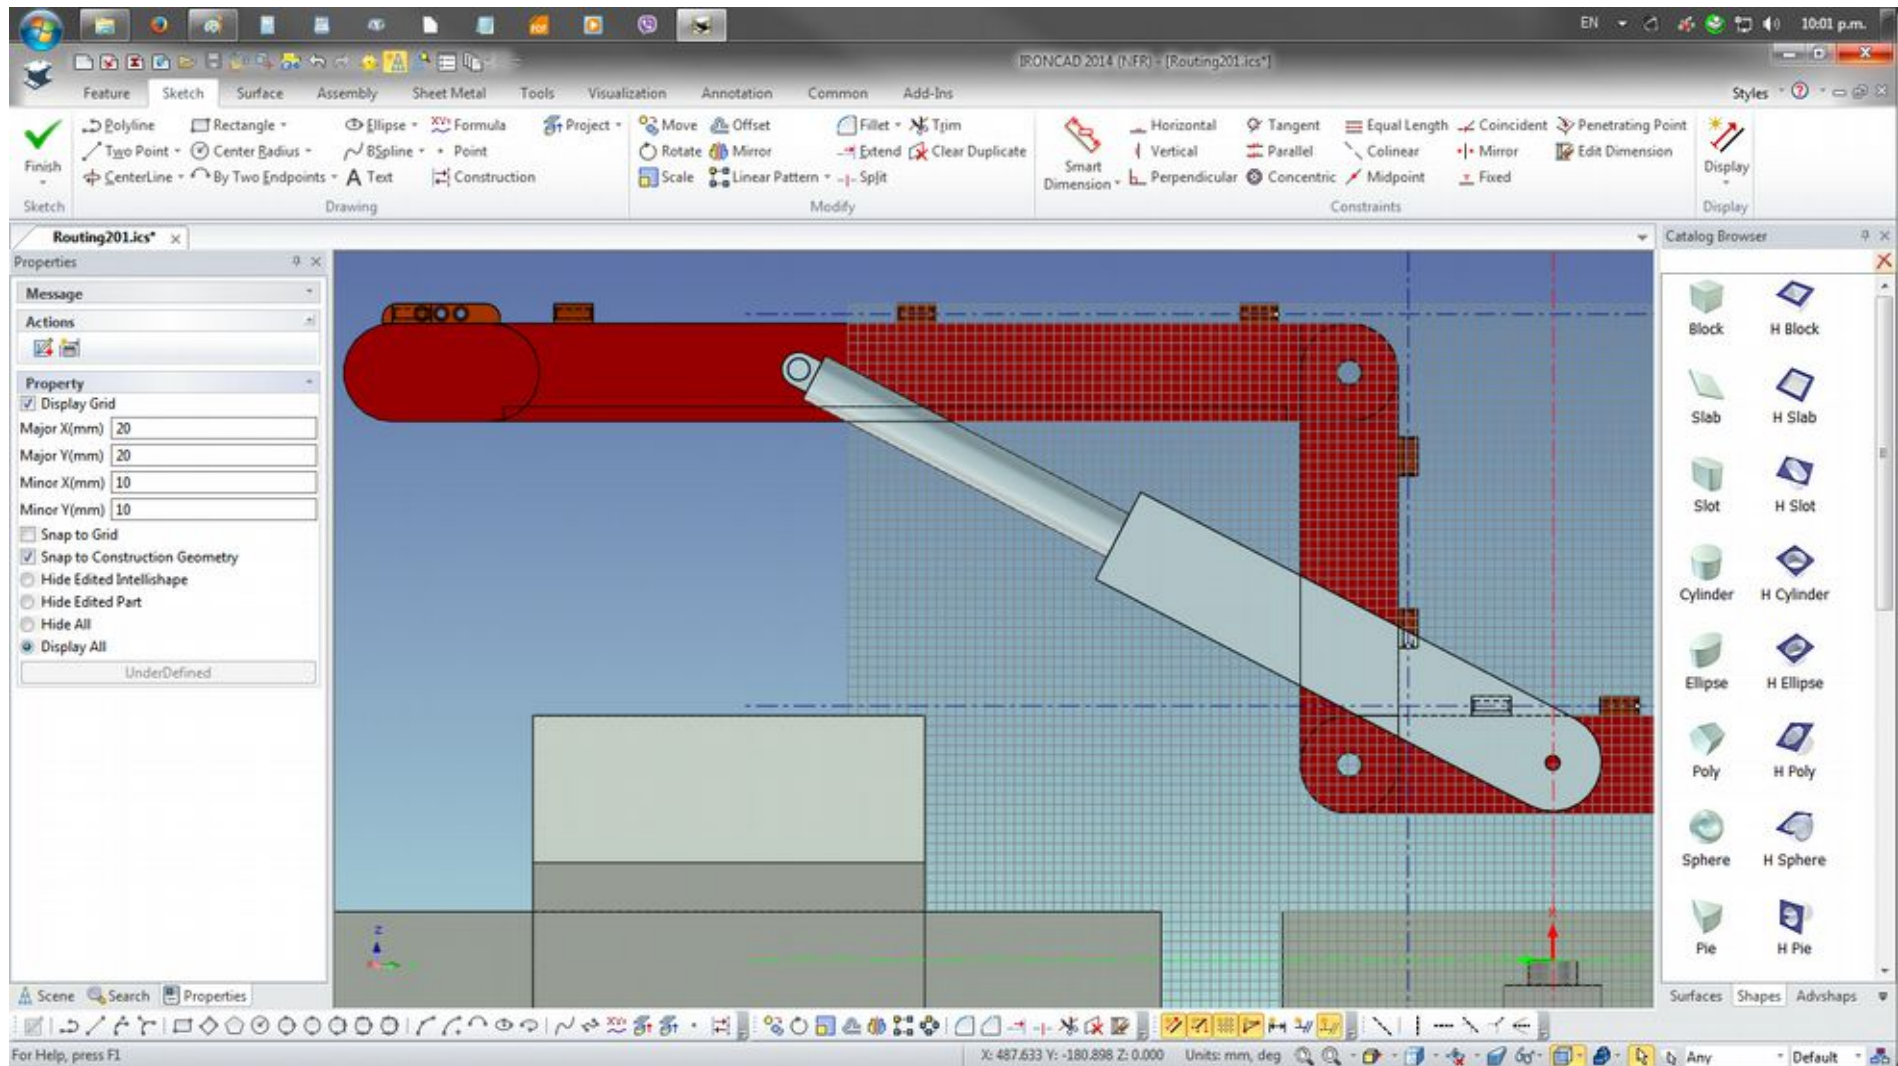 EN 10:01 p.m.
IRONCAD 2014 (NFR) - [Routing201.ics*]
Feature Sketch Surface Assembly Sheet Metal Tools Visualization Annotation Common Add-Ins Styles
Polyline Rectangle Ellipse Formula Project Move Offset Fillet Trim Horizontal Tangent Equal Length Coincident Penetrating Point
Two Point Center Radius BSpline Point Rotate Mirror Extend Clear Duplicate Vertical Parallel Colinear Mirror Edit Dimension
Finish Smart Dimension Display
CenterLine By Two Endpoints Text Construction Scale Linear Pattern Split Perpendicular Concentric Midpoint Fixed
Sketch Drawing Modify Constraints Display
Routing201.ics* Catalog Browser
Properties
Message
Actions
Property
Display Grid
Major X(mm) 20
Major Y(mm) 20
Minor X(mm) 10
Minor Y(mm) 10
Snap to Grid
Snap to Construction Geometry
Hide Edited Intellishape
Hide Edited Part
Hide All
Display All
UnderDefined
Block H Block
Slab H Slab
Slot H Slot
Cylinder H Cylinder
Ellipse H Ellipse
Poly H Poly
Sphere H Sphere
Pie H Pie
Z
Scene Search Properties Surfaces Shapes Advshaps
For Help, press F1 X: 487.633 Y: -180.898 Z: 0.000 Units: mm, deg Any Default